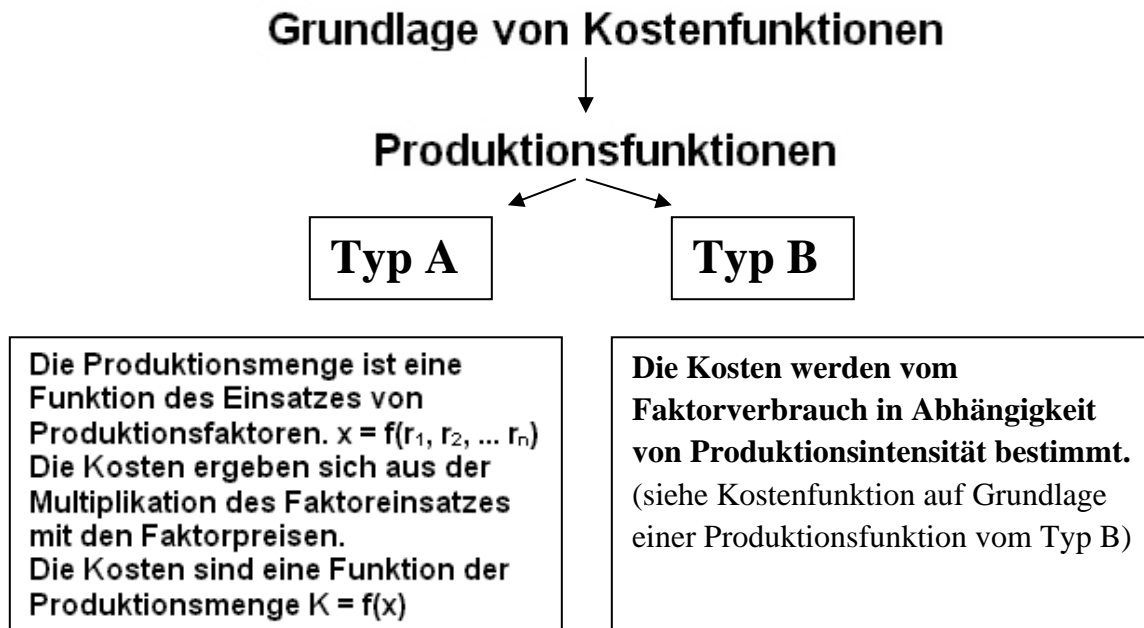 Grundlage von Kostenfunktionen
Produktionsfunktionen
Typ A
Typ B
Die Produktionsmenge ist eine
Funktion des Einsatzes von
Produktionsfaktoren. x = f(r₁, r₂, ... rₙ)
Die Kosten ergeben sich aus der
Multiplikation des Faktoreinsatzes
mit den Faktorpreisen.
Die Kosten sind eine Funktion der
Produktionsmenge K = f(x)
Die Kosten werden vom
Faktorverbrauch in Abhängigkeit
von Produktionsintensität bestimmt.
(siehe Kostenfunktion auf Grundlage
einer Produktionsfunktion vom Typ B)